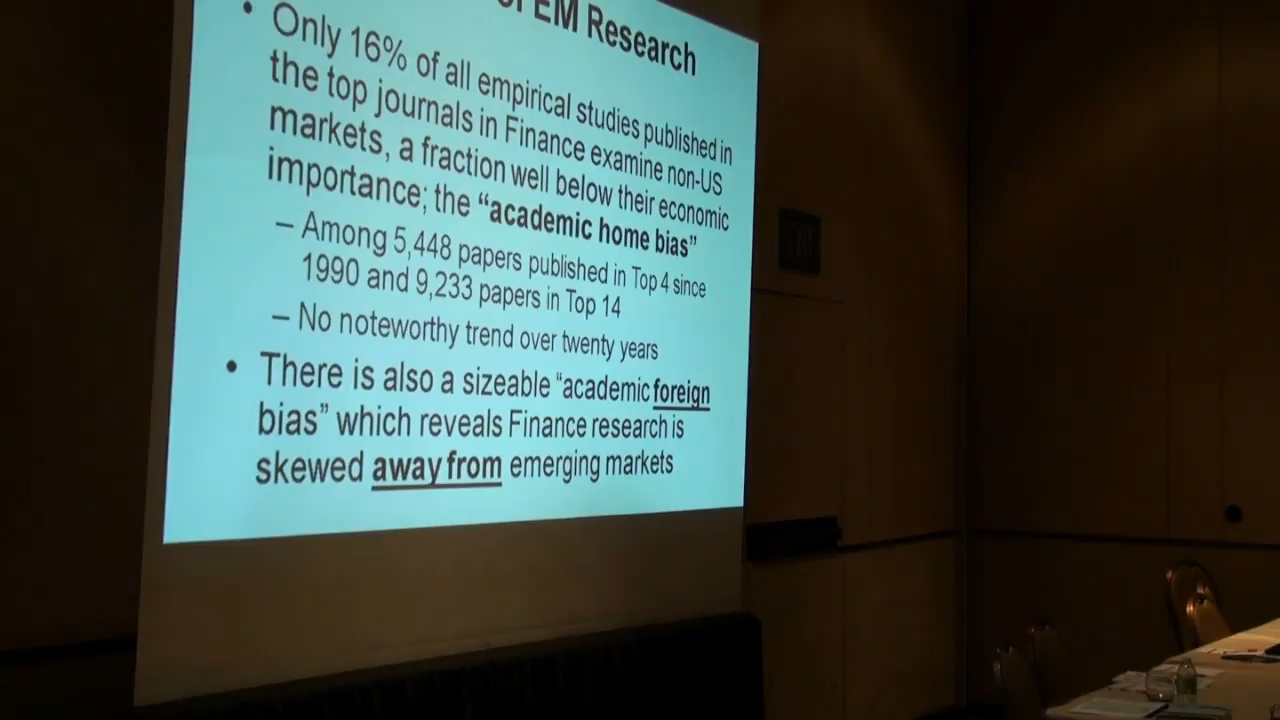 of EM Research
• Only 16% of all empirical studies published in
the top journals in Finance examine non-US
markets, a fraction well below their economic
importance; the “academic home bias”
– Among 5,448 papers published in Top 4 since
1990 and 9,233 papers in Top 14
– No noteworthy trend over twenty years
• There is also a sizeable “academic foreign
bias” which reveals Finance research is
skewed away from emerging markets